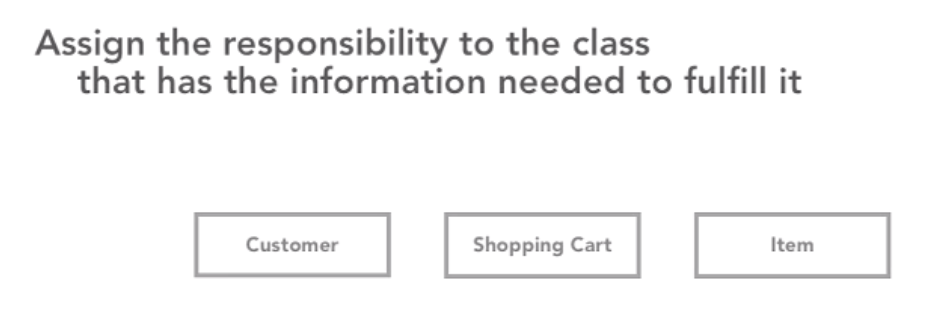 Assign the responsibility to the class
that has the information needed to fulfill it
Customer
Shopping Cart
Item